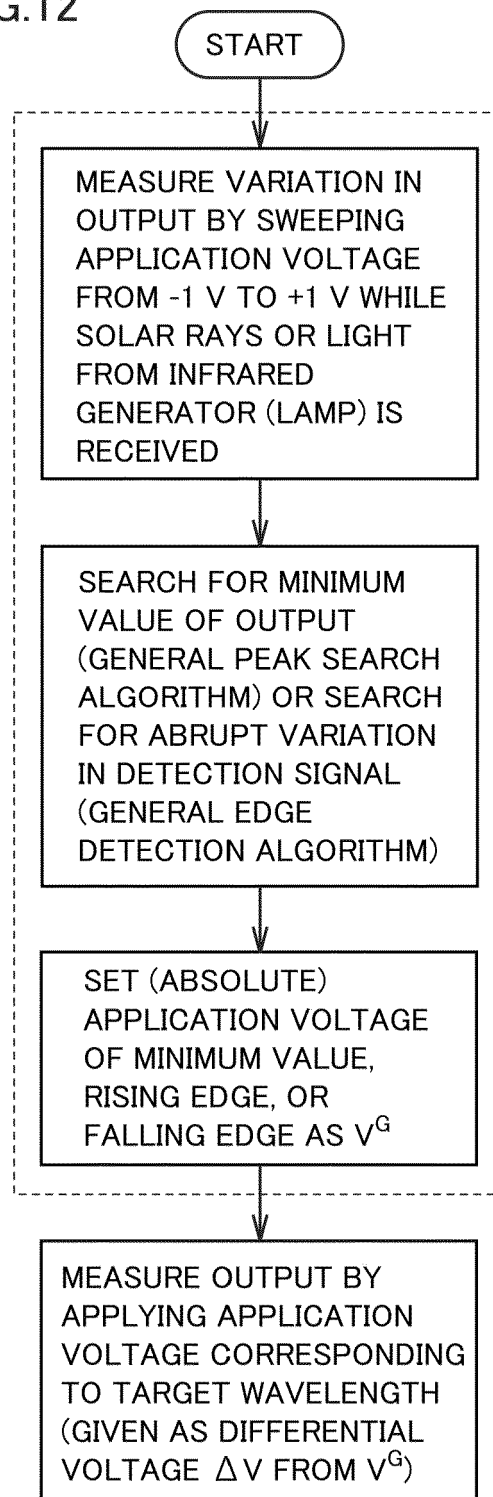 G.12
START
MEASURE VARIATION IN
OUTPUT BY SWEEPING
APPLICATION VOLTAGE
FROM -1 V TO +1 V WHILE
SOLAR RAYS OR LIGHT
FROM INFRARED
GENERATOR (LAMP) IS
RECEIVED
SEARCH FOR MINIMUM
VALUE OF OUTPUT
(GENERAL PEAK SEARCH
ALGORITHM) OR SEARCH
FOR ABRUPT VARIATION
IN DETECTION SIGNAL
(GENERAL EDGE
DETECTION ALGORITHM)
SET (ABSOLUTE)
APPLICATION VOLTAGE
OF MINIMUM VALUE,
RISING EDGE, OR
FALLING EDGE AS V^G
MEASURE OUTPUT BY
APPLYING APPLICATION
VOLTAGE CORRESPONDING
TO TARGET WAVELENGTH
(GIVEN AS DIFFERENTIAL
VOLTAGE ΔV FROM V^G)